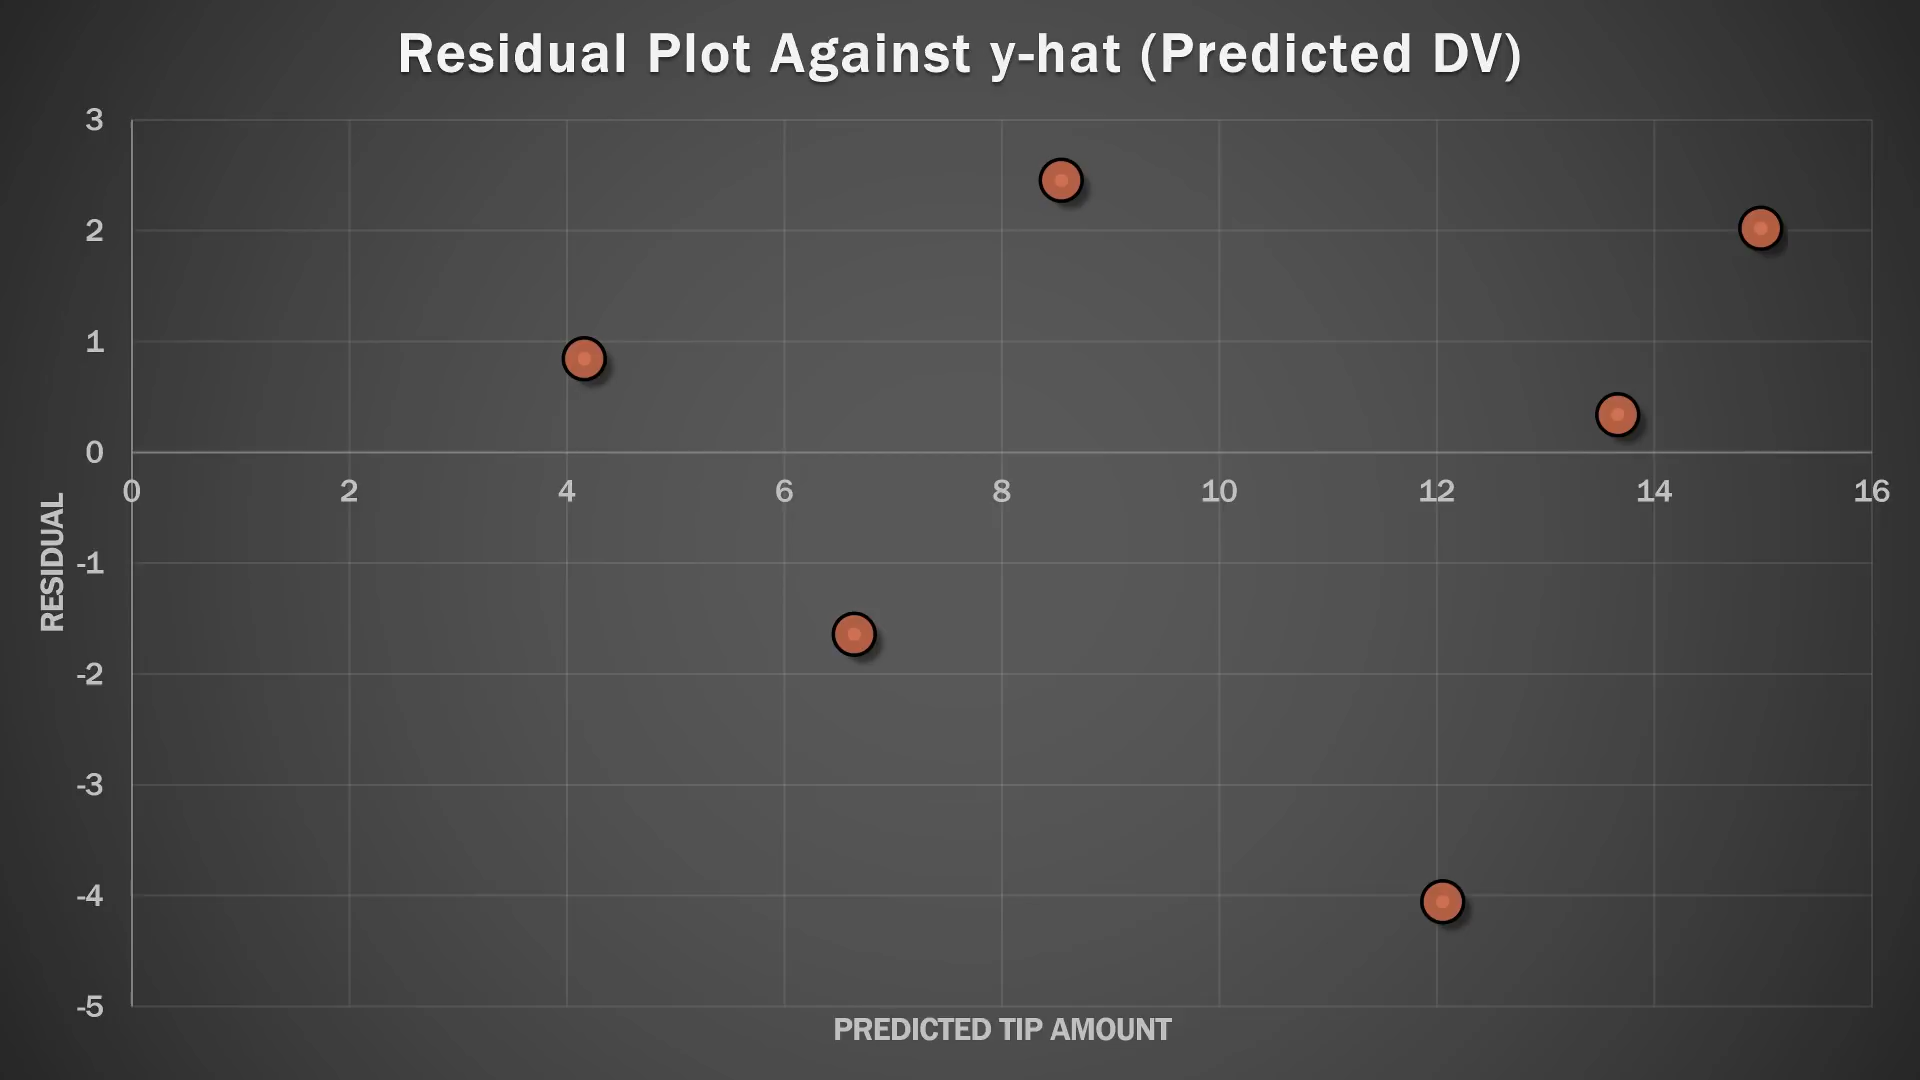 Residual Plot Against y-hat (Predicted DV)
3
2
1
0
-1
-2
-3
-4
-5
0 2 4 6 8 10 12 14 16
RESIDUAL
PREDICTED TIP AMOUNT